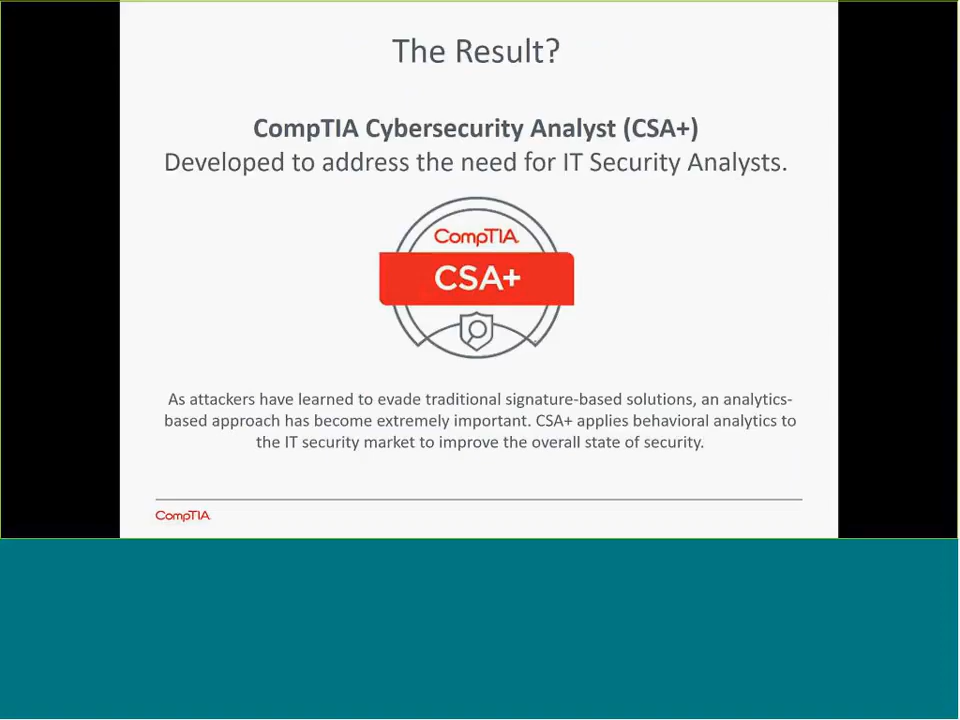 The Result?
CompTIA Cybersecurity Analyst (CSA+)
Developed to address the need for IT Security Analysts.
CompTIA
CSA+
As attackers have learned to evade traditional signature-based solutions, an analytics-
based approach has become extremely important. CSA+ applies behavioral analytics to
the IT security market to improve the overall state of security.
CompTIA